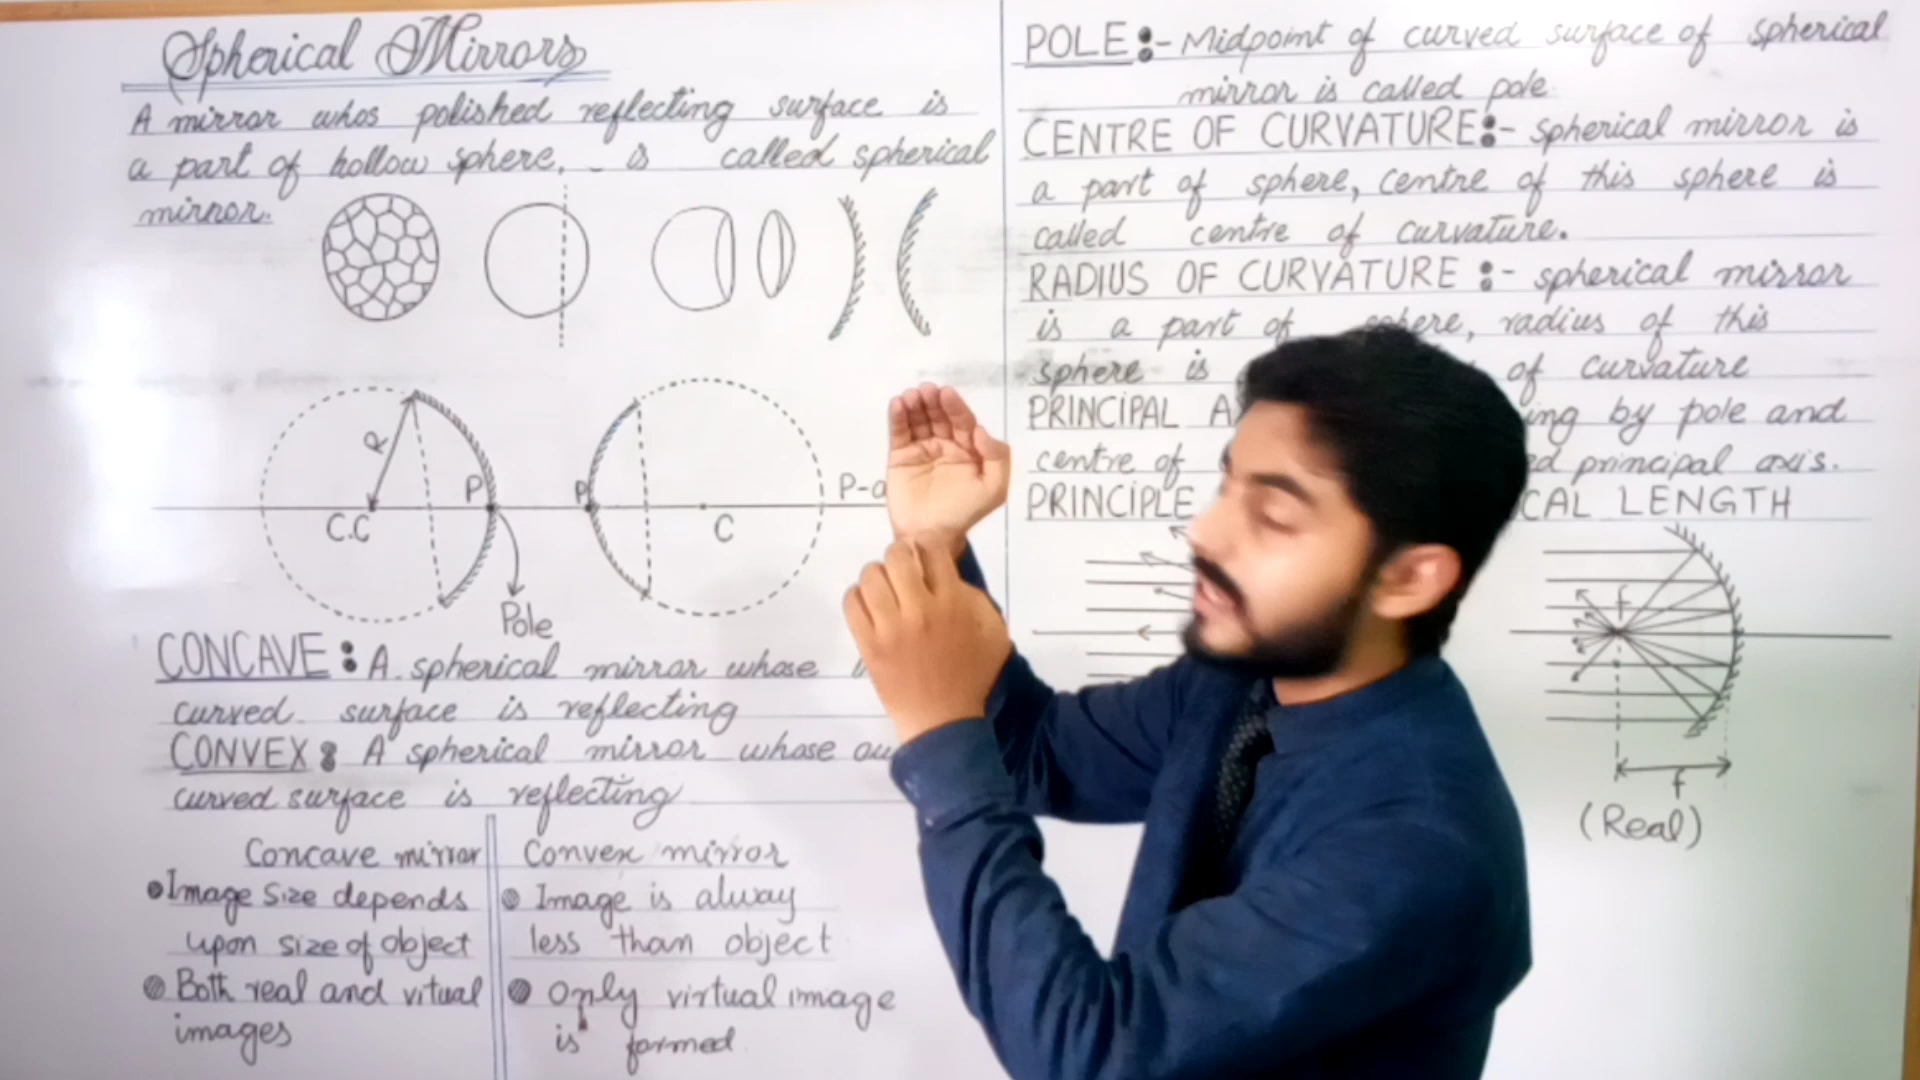 Spherical Mirrors
A mirror whos polished reflecting surface is
a part of hollow sphere, is called spherical
mirror.
R
C.C
P
Pole
P
C
P-a
CONCAVE: A spherical mirror whose
curved surface is reflecting
CONVEX: A spherical mirror whose ou
curved surface is reflecting
Concave mirror
Image size depends
upon size of object
Both real and vitual
images
Convex mirror
Image is alway
less than object
Only virtual image
is formed
POLE:- Midpoint of curved surface of spherical
mirror is called pole.
CENTRE OF CURVATURE:- spherical mirror is
a part of sphere, centre of this sphere is
called centre of curvature.
RADIUS OF CURVATURE :- spherical mirror
is a part of sphere, radius of this
sphere is of curvature
PRINCIPAL A ing by pole and
centre of ed principal axis.
PRINCIPLE CAL LENGTH
f
f
(Real)